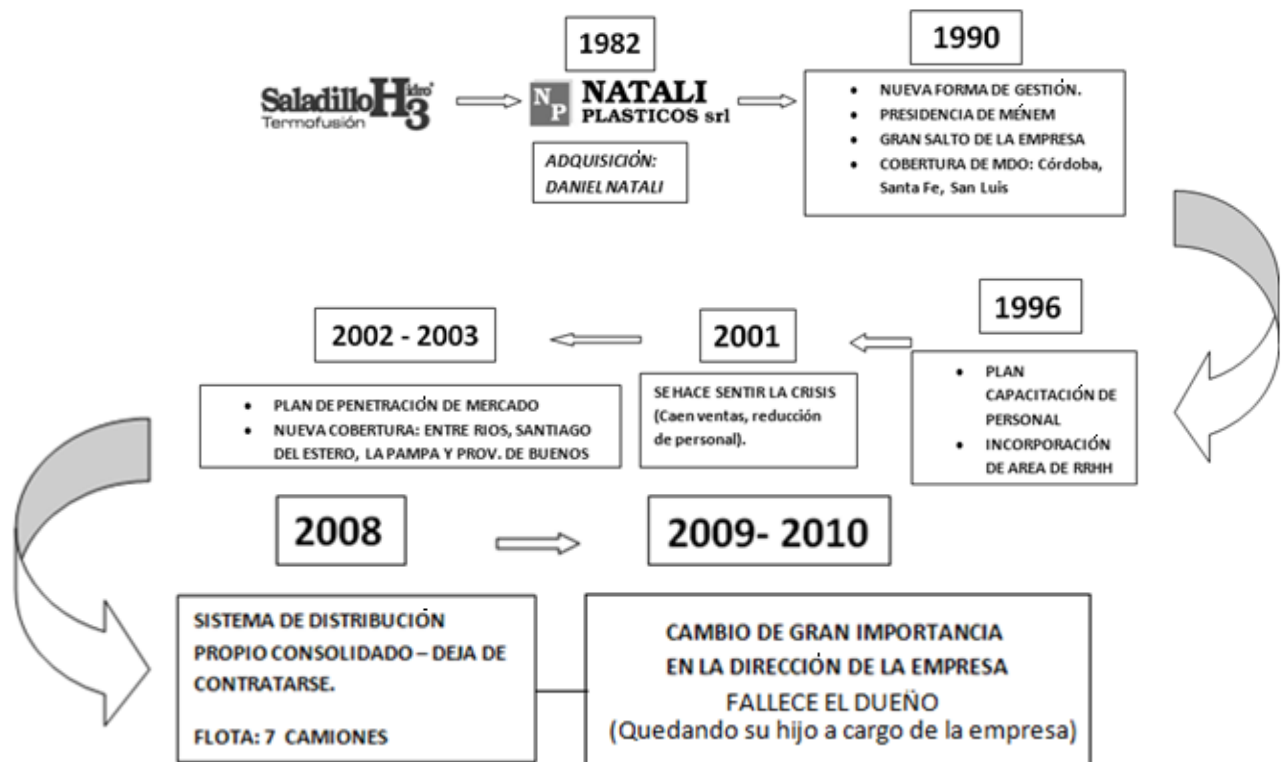 Saladillo H3 idro®
Termofusión
1982
NP NATALI
PLASTICOS srl
ADQUISICIÓN:
DANIEL NATALI
1990
• NUEVA FORMA DE GESTIÓN.
• PRESIDENCIA DE MÉNEM
• GRAN SALTO DE LA EMPRESA
• COBERTURA DE MDO: Córdoba,
Santa Fe, San Luis
1996
• PLAN
CAPACITACIÓN DE
PERSONAL
• INCORPORACIÓN
DE AREA DE RRHH
2001
SE HACE SENTIR LA CRISIS
(Caen ventas, reducción
de personal).
2002 - 2003
• PLAN DE PENETRACIÓN DE MERCADO
• NUEVA COBERTURA: ENTRE RIOS, SANTIAGO
DEL ESTERO, LA PAMPA Y PROV. DE BUENOS
2008
SISTEMA DE DISTRIBUCIÓN
PROPIO CONSOLIDADO – DEJA DE
CONTRATARSE.
FLOTA: 7 CAMIONES
2009- 2010
CAMBIO DE GRAN IMPORTANCIA
EN LA DIRECCIÓN DE LA EMPRESA
FALLECE EL DUEÑO
(Quedando su hijo a cargo de la empresa)